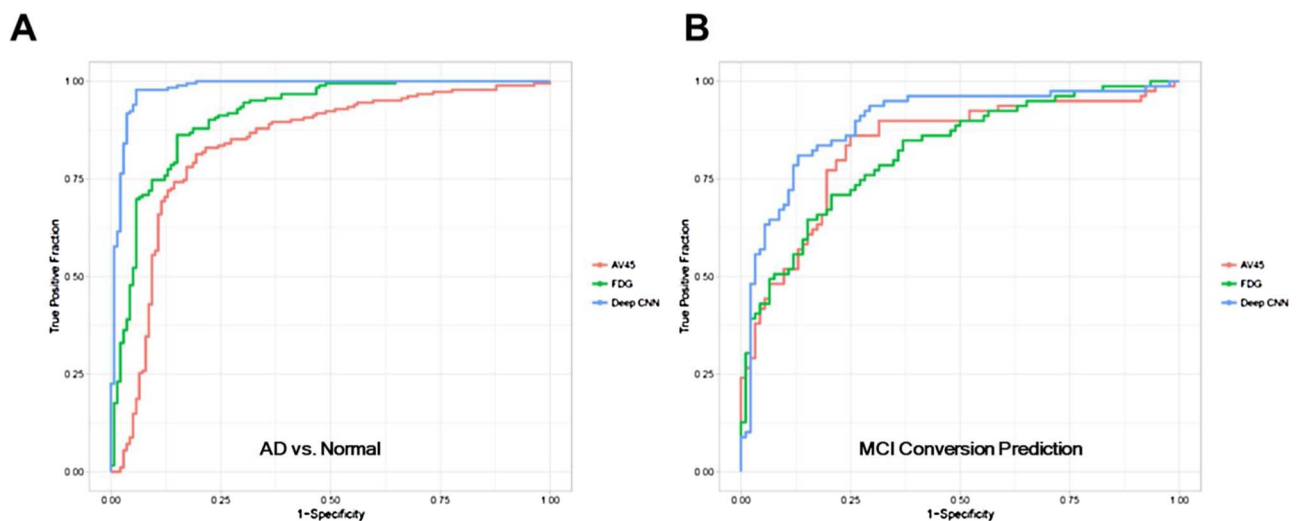 A
1.00
0.75
0.50
0.25
0.00
True Positive Fraction
0.00 0.25 0.50 0.75 1.00
1-Specificity
AD vs. Normal
AV45
FDG
Deep CNN
B
1.00
0.75
0.50
0.25
0.00
True Positive Fraction
0.00 0.25 0.50 0.75 1.00
1-Specificity
MCI Conversion Prediction
AV45
FDG
Deep CNN